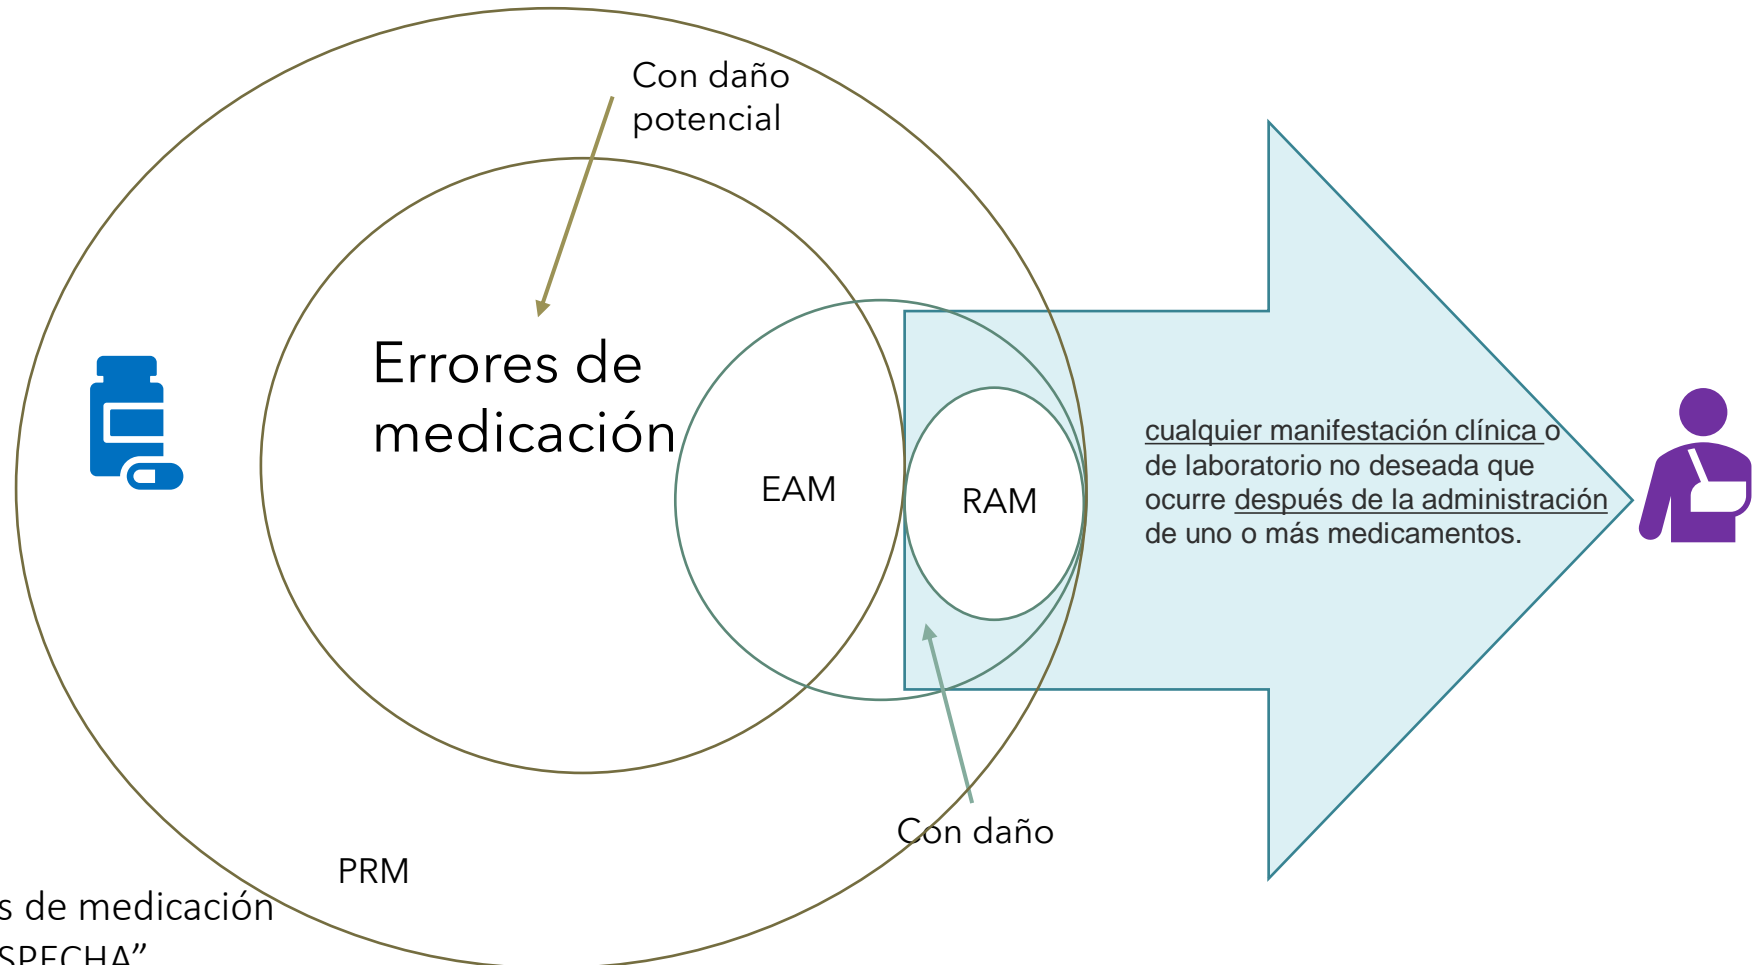 Con daño
potencial
Errores de
medicación
EAM
RAM
cualquier manifestación clínica o
de laboratorio no deseada que
ocurre después de la administración
de uno o más medicamentos.
Con daño
PRM
s de medicación
SPECHA”